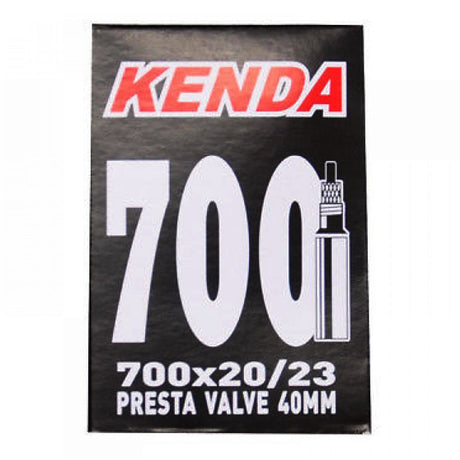 KENDA
700
700x20/23
PRESTA VALVE 40MM